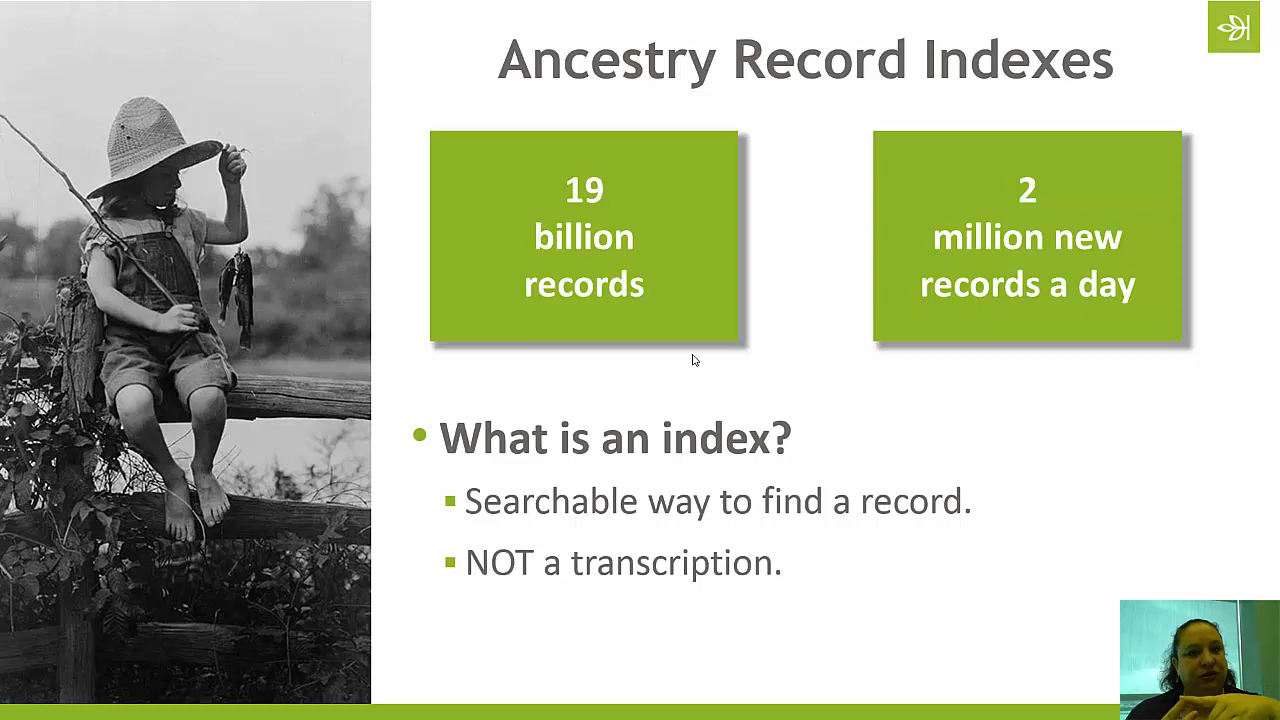 Ancestry Record Indexes
19
billion
records
2
million new
records a day
• What is an index?
▪ Searchable way to find a record.
▪ NOT a transcription.